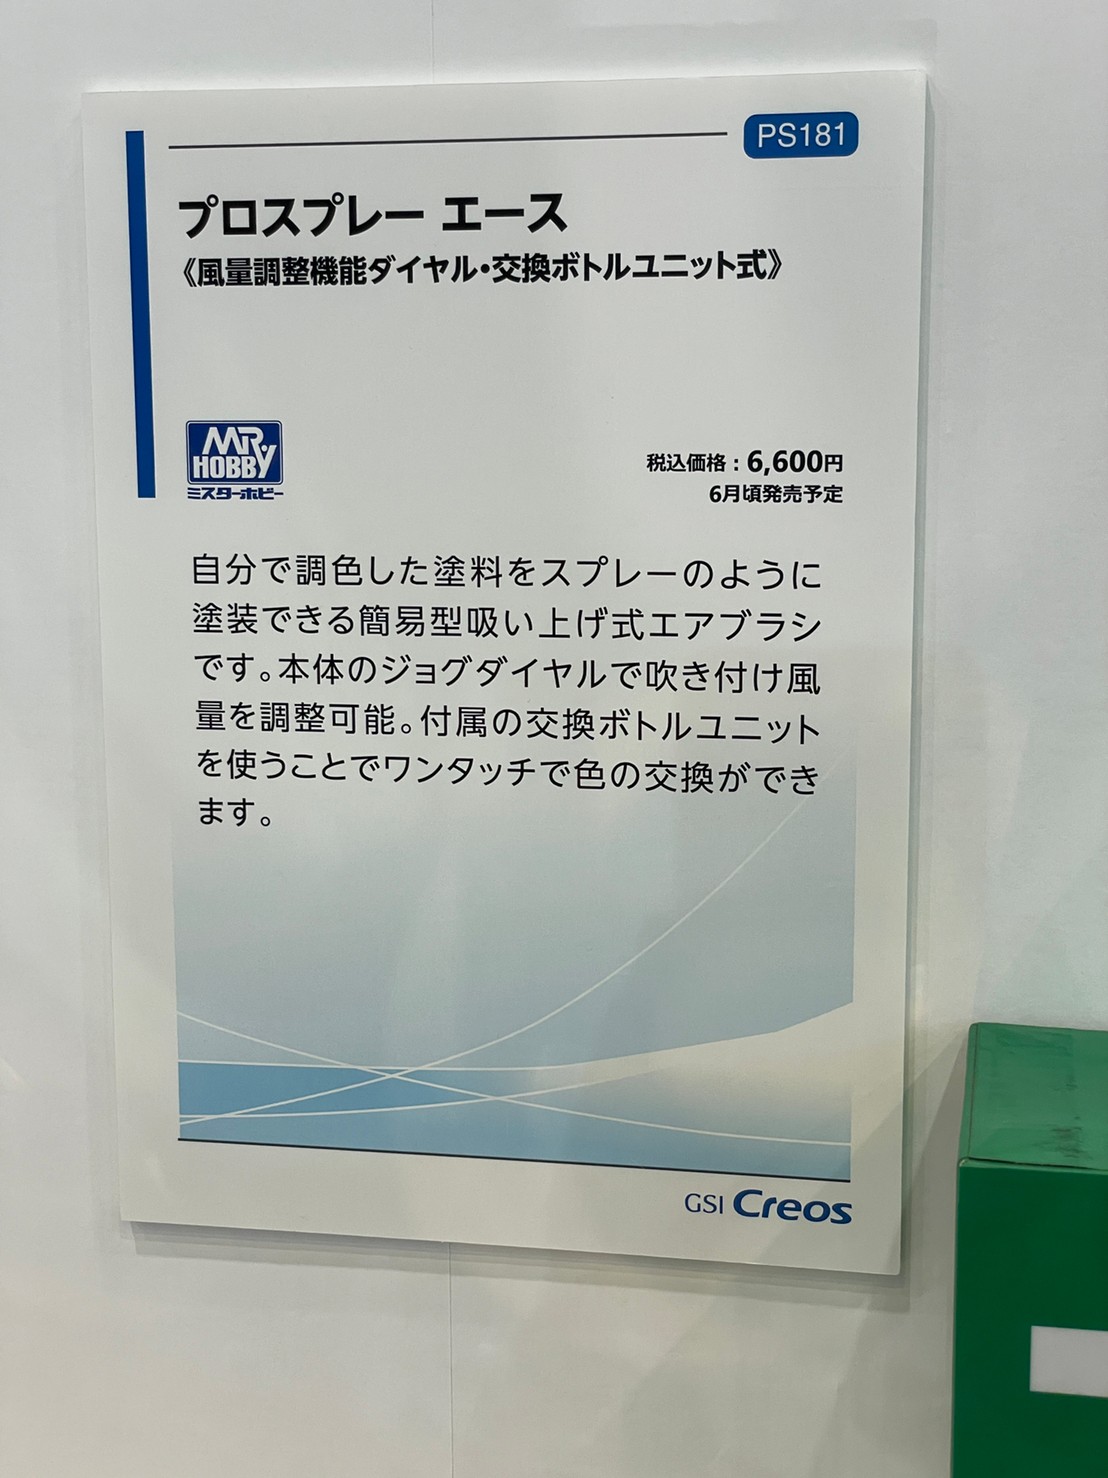 PS181
プロスプレー エース
《風量調整機能ダイヤル・交換ボトルユニット式》
MR.
HOBBY
ミスターホビー
税込価格：6,600円
6月頃発売予定
自分で調色した塗料をスプレーのように
塗装できる簡易型吸い上げ式エアブラシ
です。本体のジョグダイヤルで吹き付け風
量を調整可能。付属の交換ボトルユニット
を使うことでワンタッチで色の交換ができ
ます。
GSI Creos